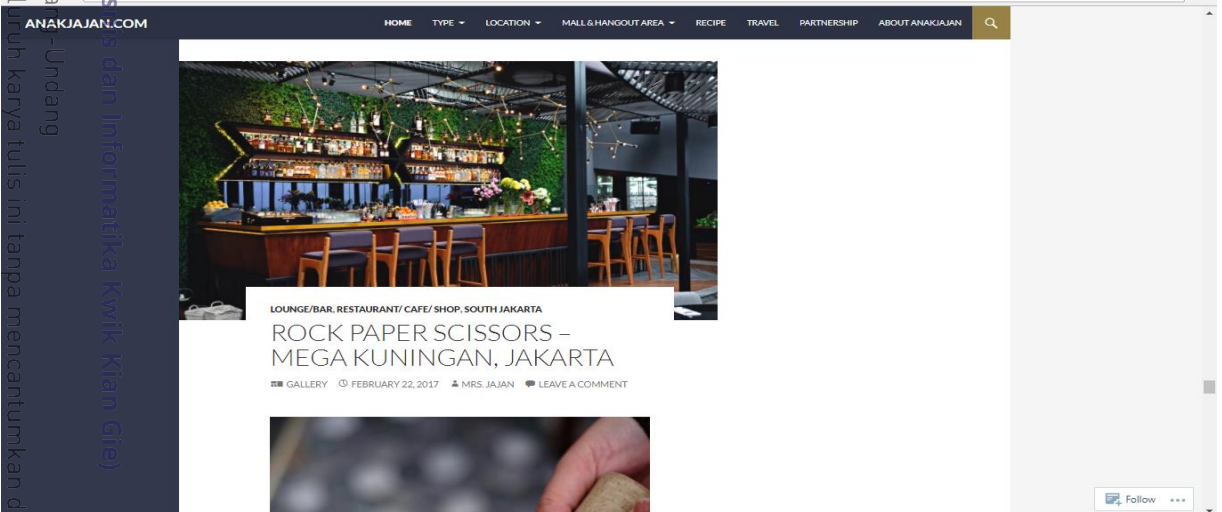 ANAKJAJAN.COM
HOME TYPE LOCATION MALL & HANGOUT AREA RECIPE TRAVEL PARTNERSHIP ABOUT ANAKJAJAN
LOUNGE/BAR, RESTAURANT/ CAFE/ SHOP, SOUTH JAKARTA
ROCK PAPER SCISSORS –
MEGA KUNINGAN, JAKARTA
GALLERY FEBRUARY 22, 2017 MRS. JAJAN LEAVE A COMMENT
Follow
dan Informatika Kwik Kian Gie)
-Undang
karya tulis ini tanpa mencantumkan